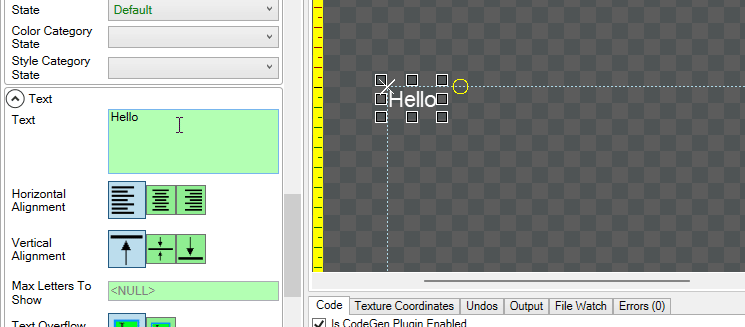 State
Default
Color Category
State
Style Category
State
Text
Text
Hello
Horizontal
Alignment
Vertical
Alignment
Max Letters To
Show
<NULL>
Text Overflow
Hello
Code
Texture Coordinates
Undos
Output
File Watch
Errors (0)
Is CodeGen Plugin Enabled